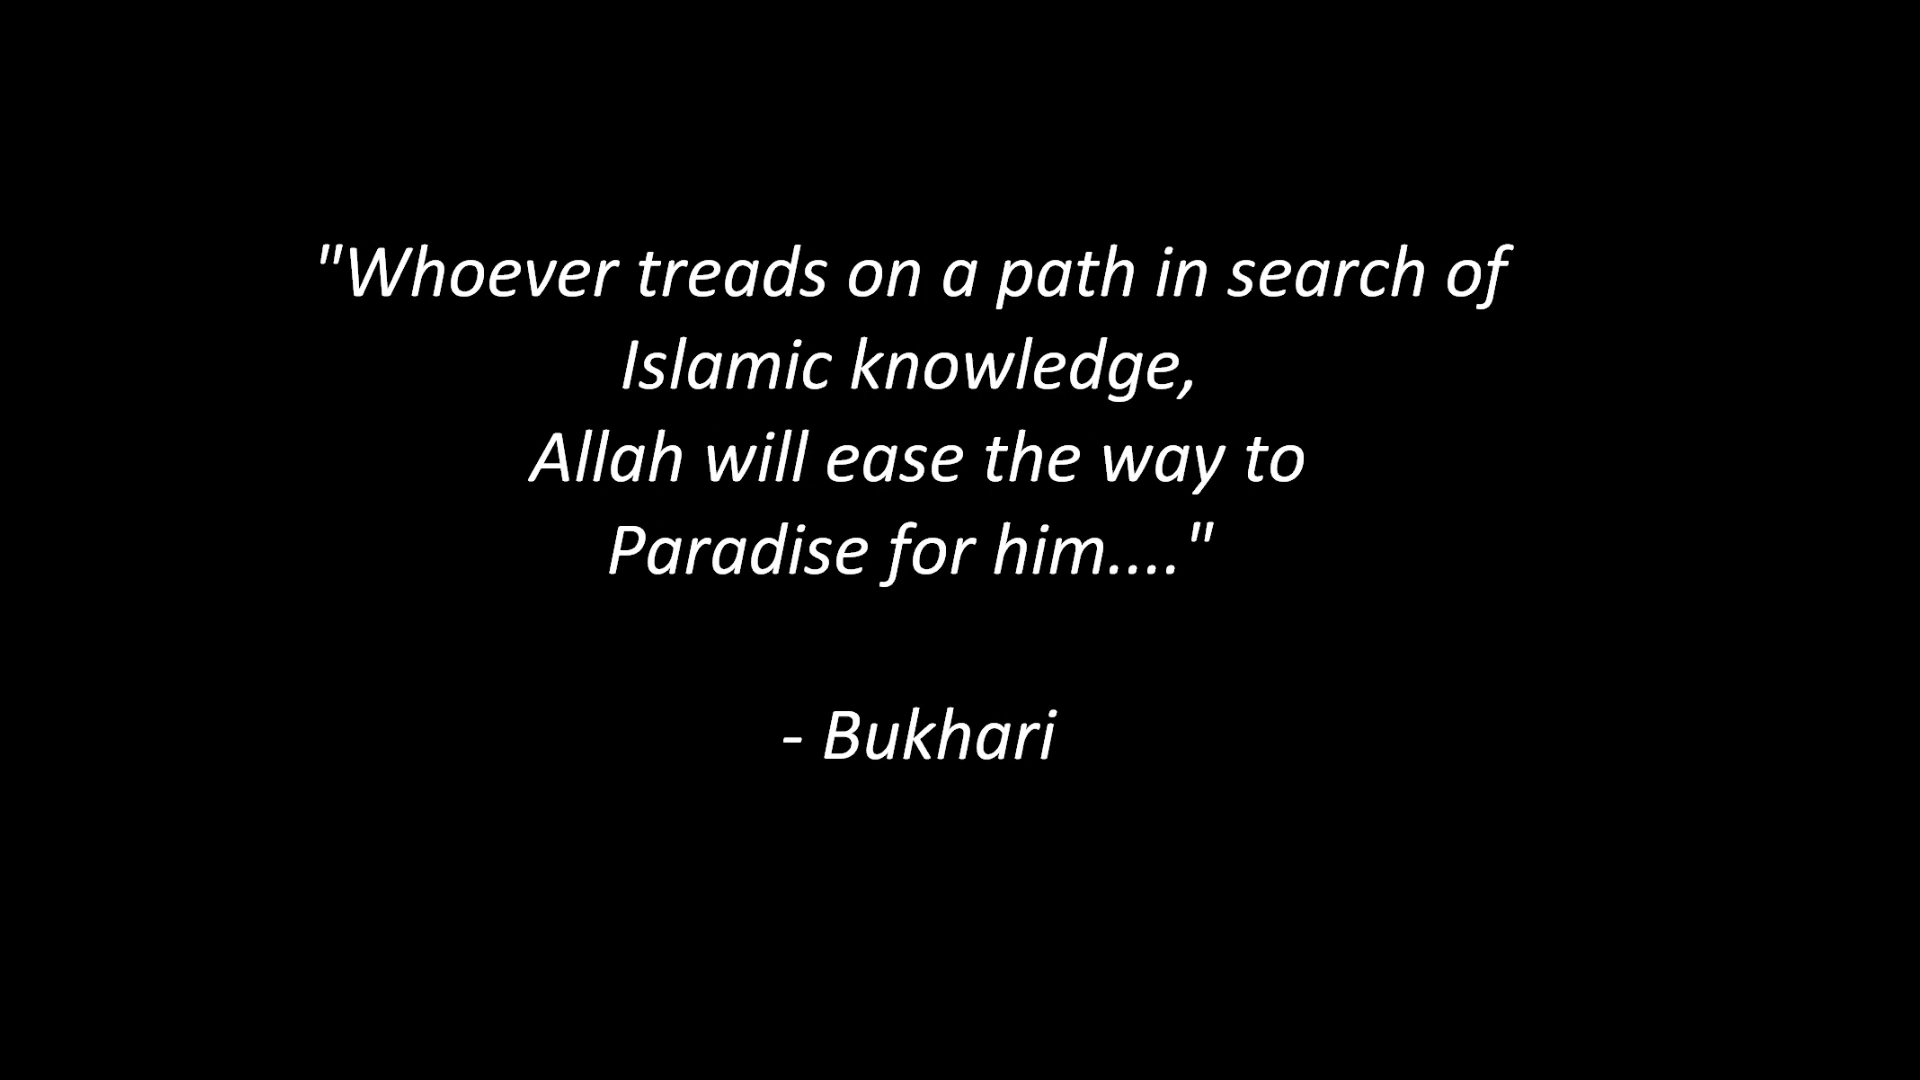 "Whoever treads on a path in search of
Islamic knowledge,
Allah will ease the way to
Paradise for him...."
- Bukhari